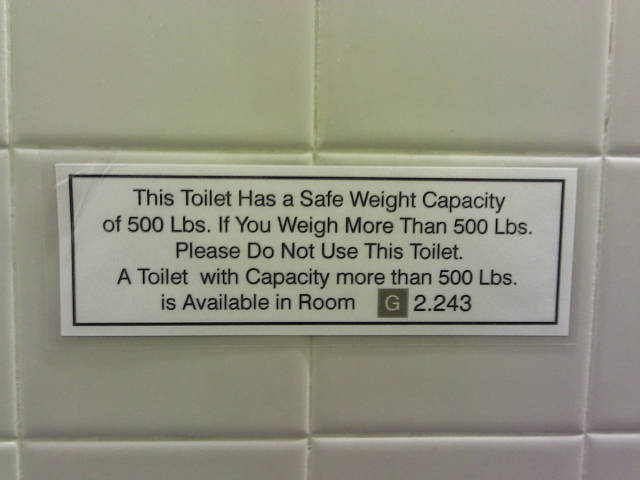 This Toilet Has a Safe Weight Capacity
of 500 Lbs. If You Weigh More Than 500 Lbs.
Please Do Not Use This Toilet.
A Toilet with Capacity more than 500 Lbs.
is Available in Room G 2.243